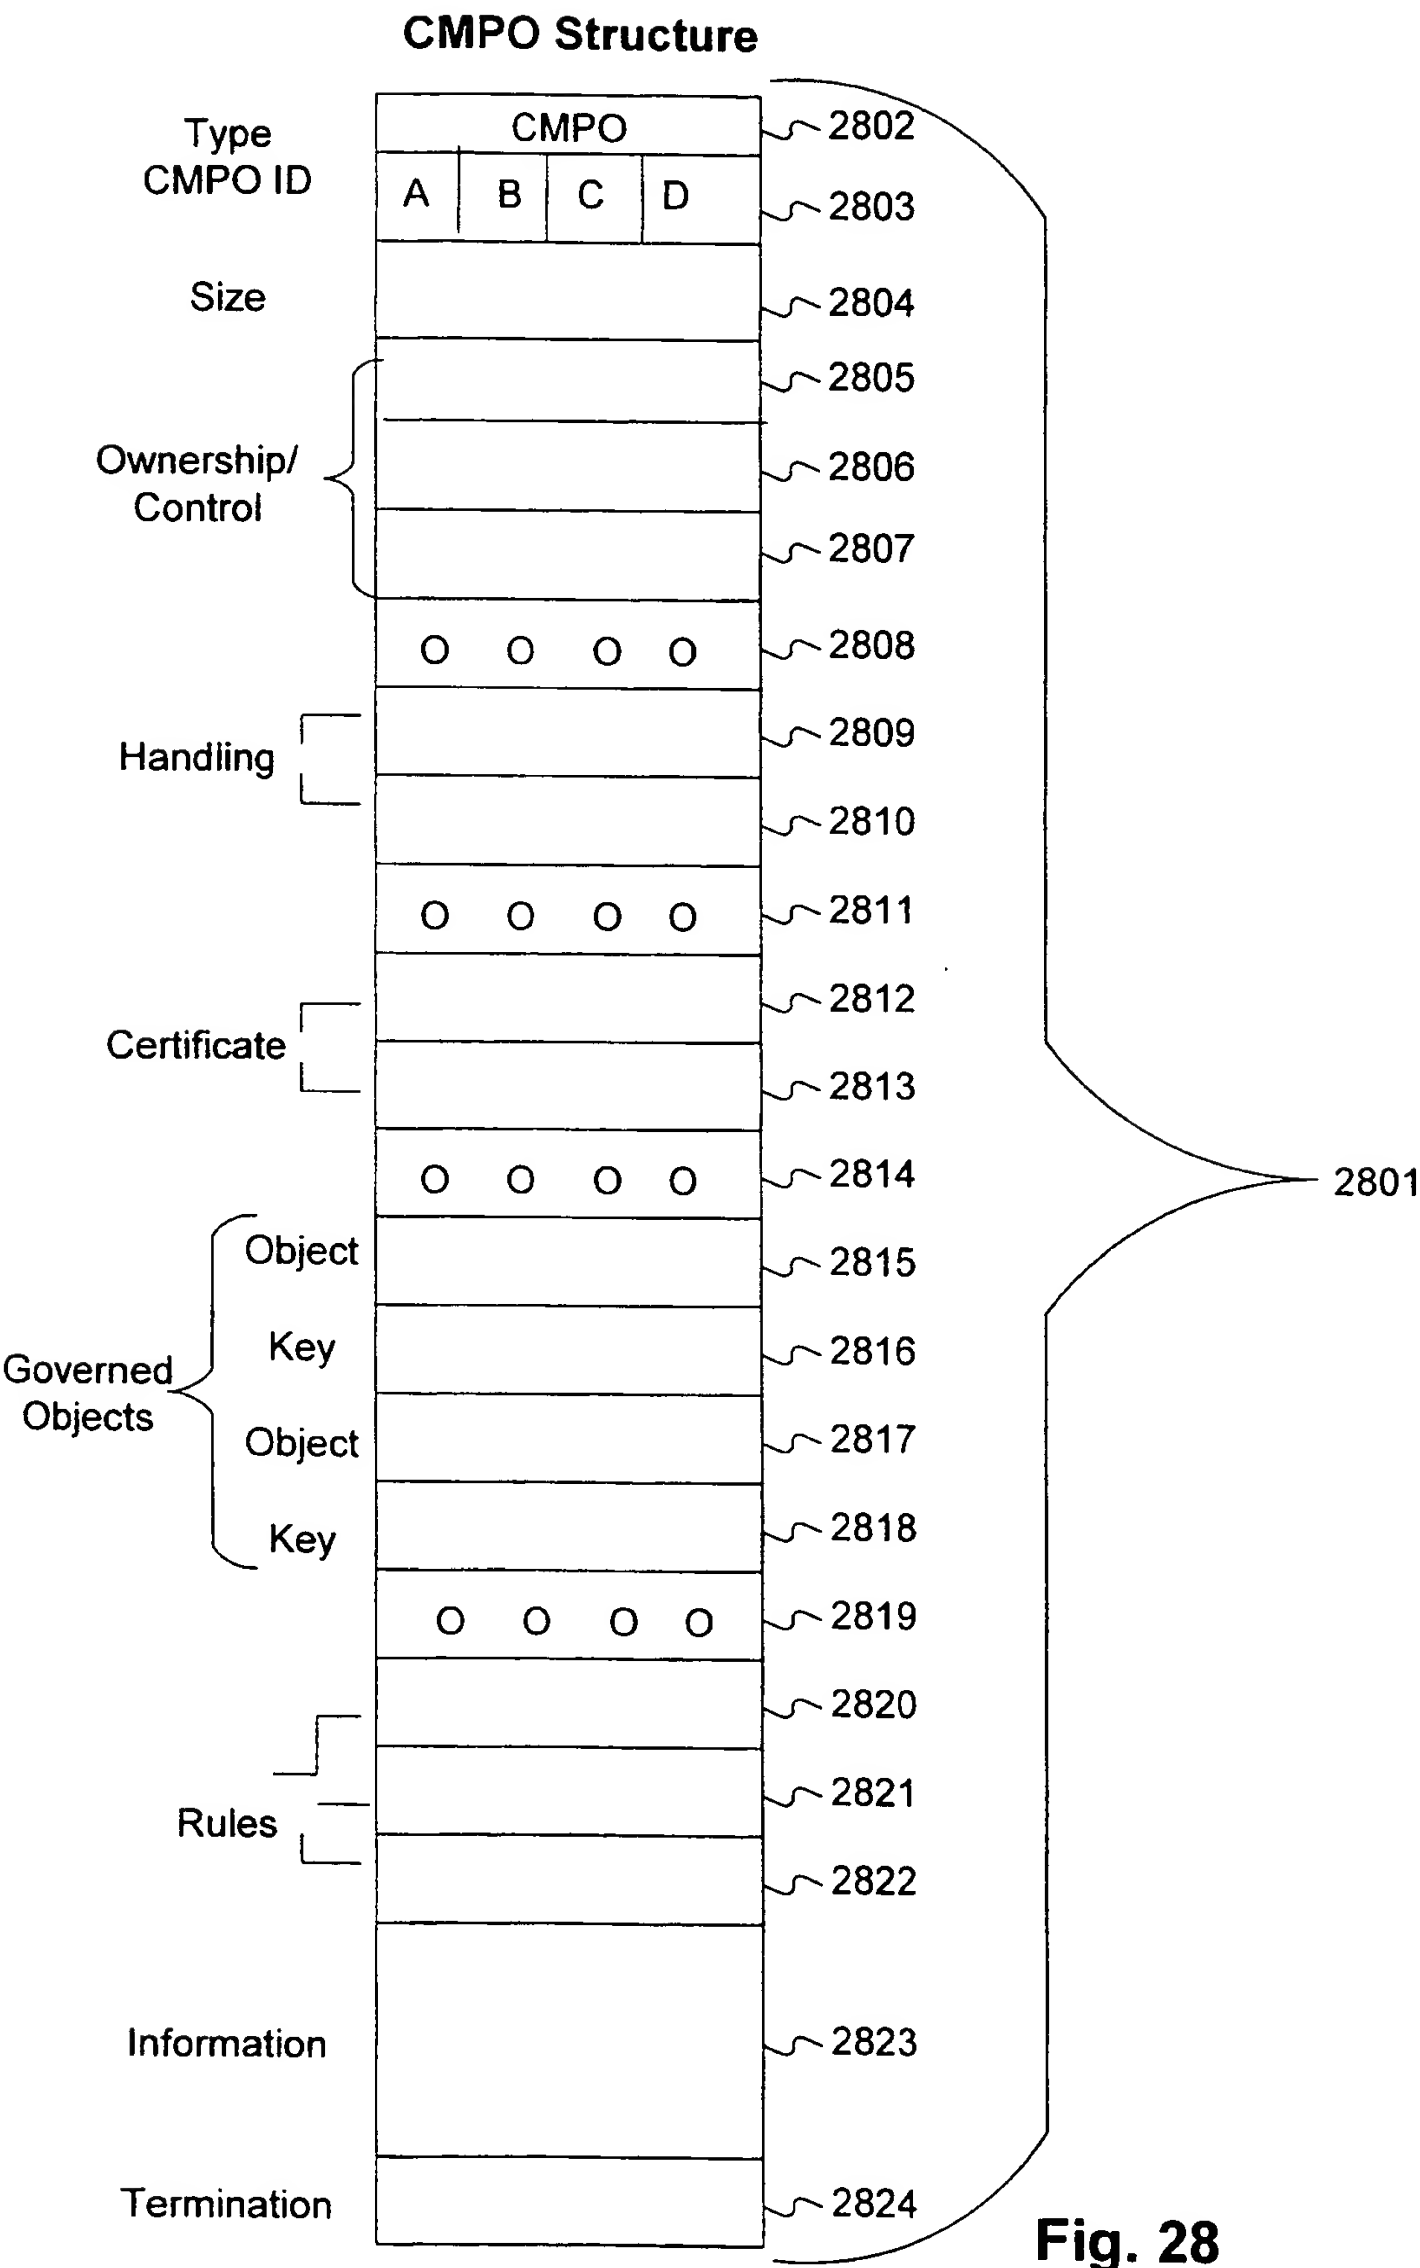 CMPO Structure
Type
CMPO
2802
CMPO ID
A B C D
2803
Size
2804
2805
Ownership/
Control
2806
2807
O O O O
2808
Handling
2809
2810
O O O O
2811
Certificate
2812
2813
O O O O
2814
2801
Governed
Objects
Object
2815
Key
2816
Object
2817
Key
2818
O O O O
2819
2820
Rules
2821
2822
Information
2823
Termination
2824
Fig. 28